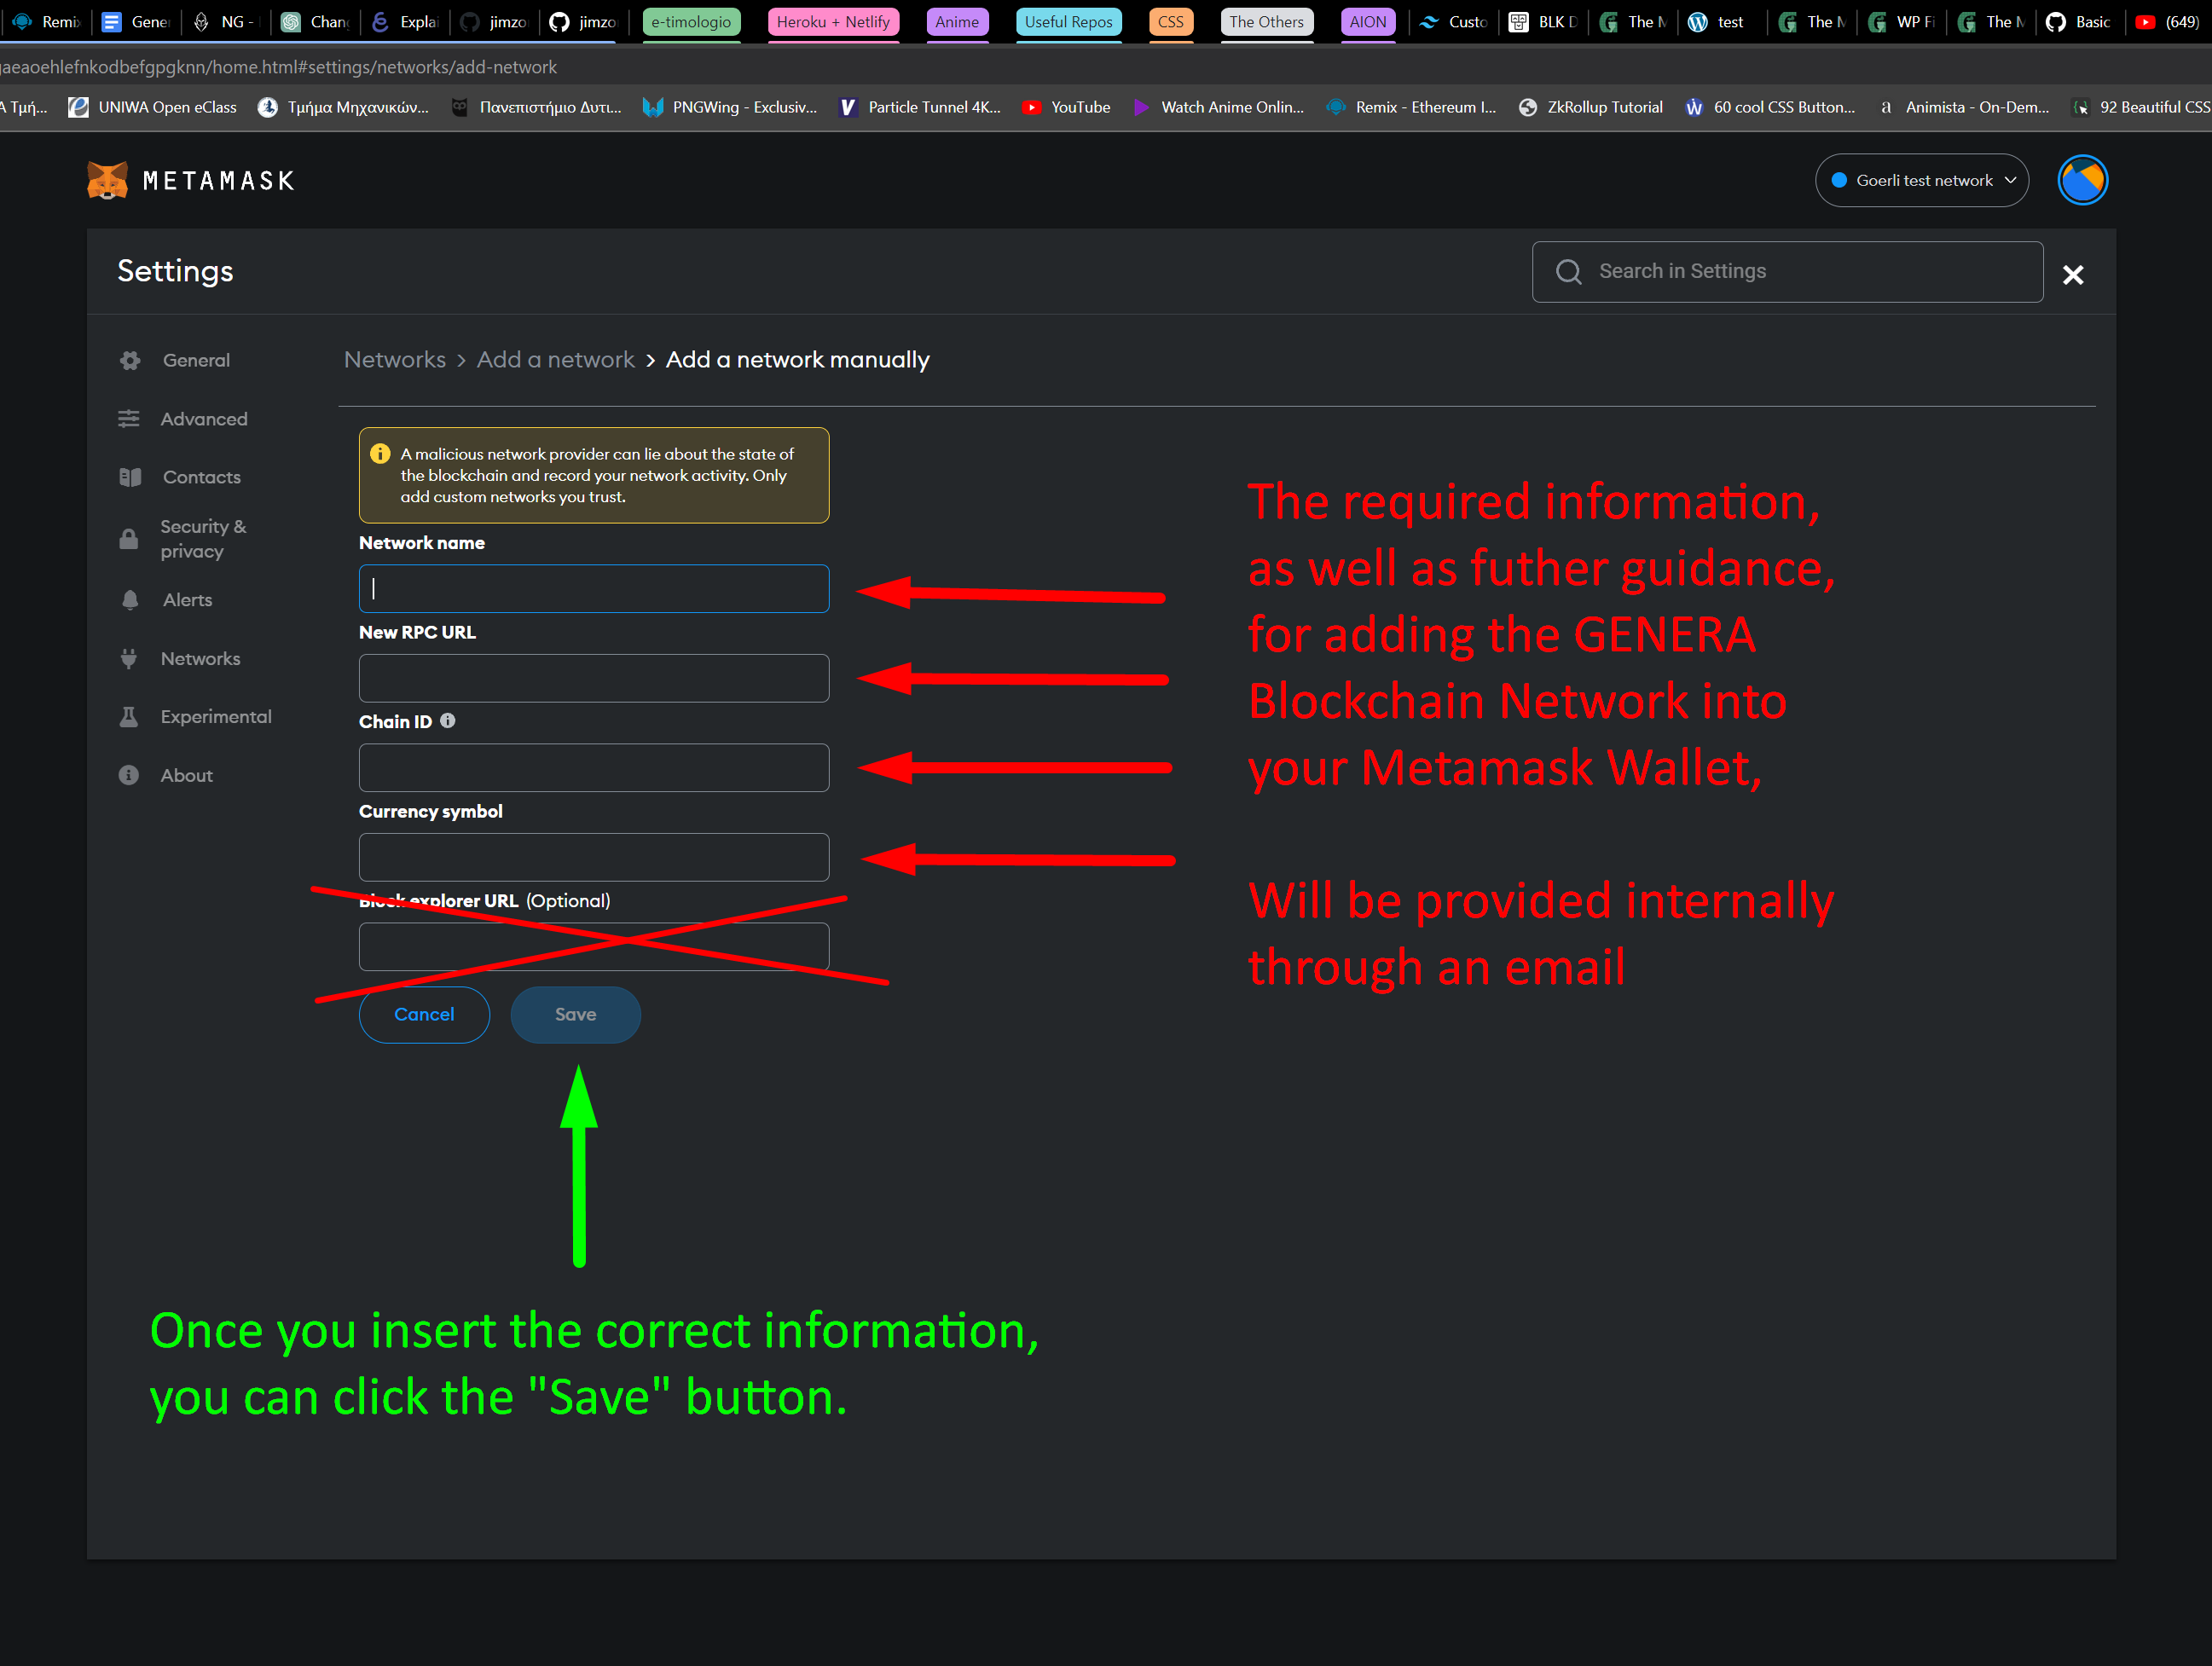 Remix
Gene
NG -
Chan
Explai
jimzo
jimzo
e-timologio
Heroku + Netlify
Anime
Useful Repos
CSS
The Others
AION
Custo
BLK D
The M
test
The M
WP Fi
The M
Basic
(649)
jaeaoehlefnkodbefgpgknn/home.html#settings/networks/add-network
A Τμή...
UNIWA Open eClass
Τμήμα Μηχανικών...
Πανεπιστήμιο Δυτι...
PNGWing - Exclusiv...
Particle Tunnel 4K...
YouTube
Watch Anime Onlin...
Remix - Ethereum I...
ZkRollup Tutorial
60 cool CSS Button...
Animista - On-Dem...
92 Beautiful CSS
METAMASK
Goerli test network
Settings
Search in Settings
General
Advanced
Contacts
Security &
privacy
Alerts
Networks
Experimental
About
Networks > Add a network > Add a network manually
A malicious network provider can lie about the state of
the blockchain and record your network activity. Only
add custom networks you trust.
Network name
New RPC URL
Chain ID
Currency symbol
Block explorer URL (Optional)
Cancel
Save
The required information,
as well as futher guidance,
for adding the GENERA
Blockchain Network into
your Metamask Wallet,
Will be provided internally
through an email
Once you insert the correct information,
you can click the "Save" button.